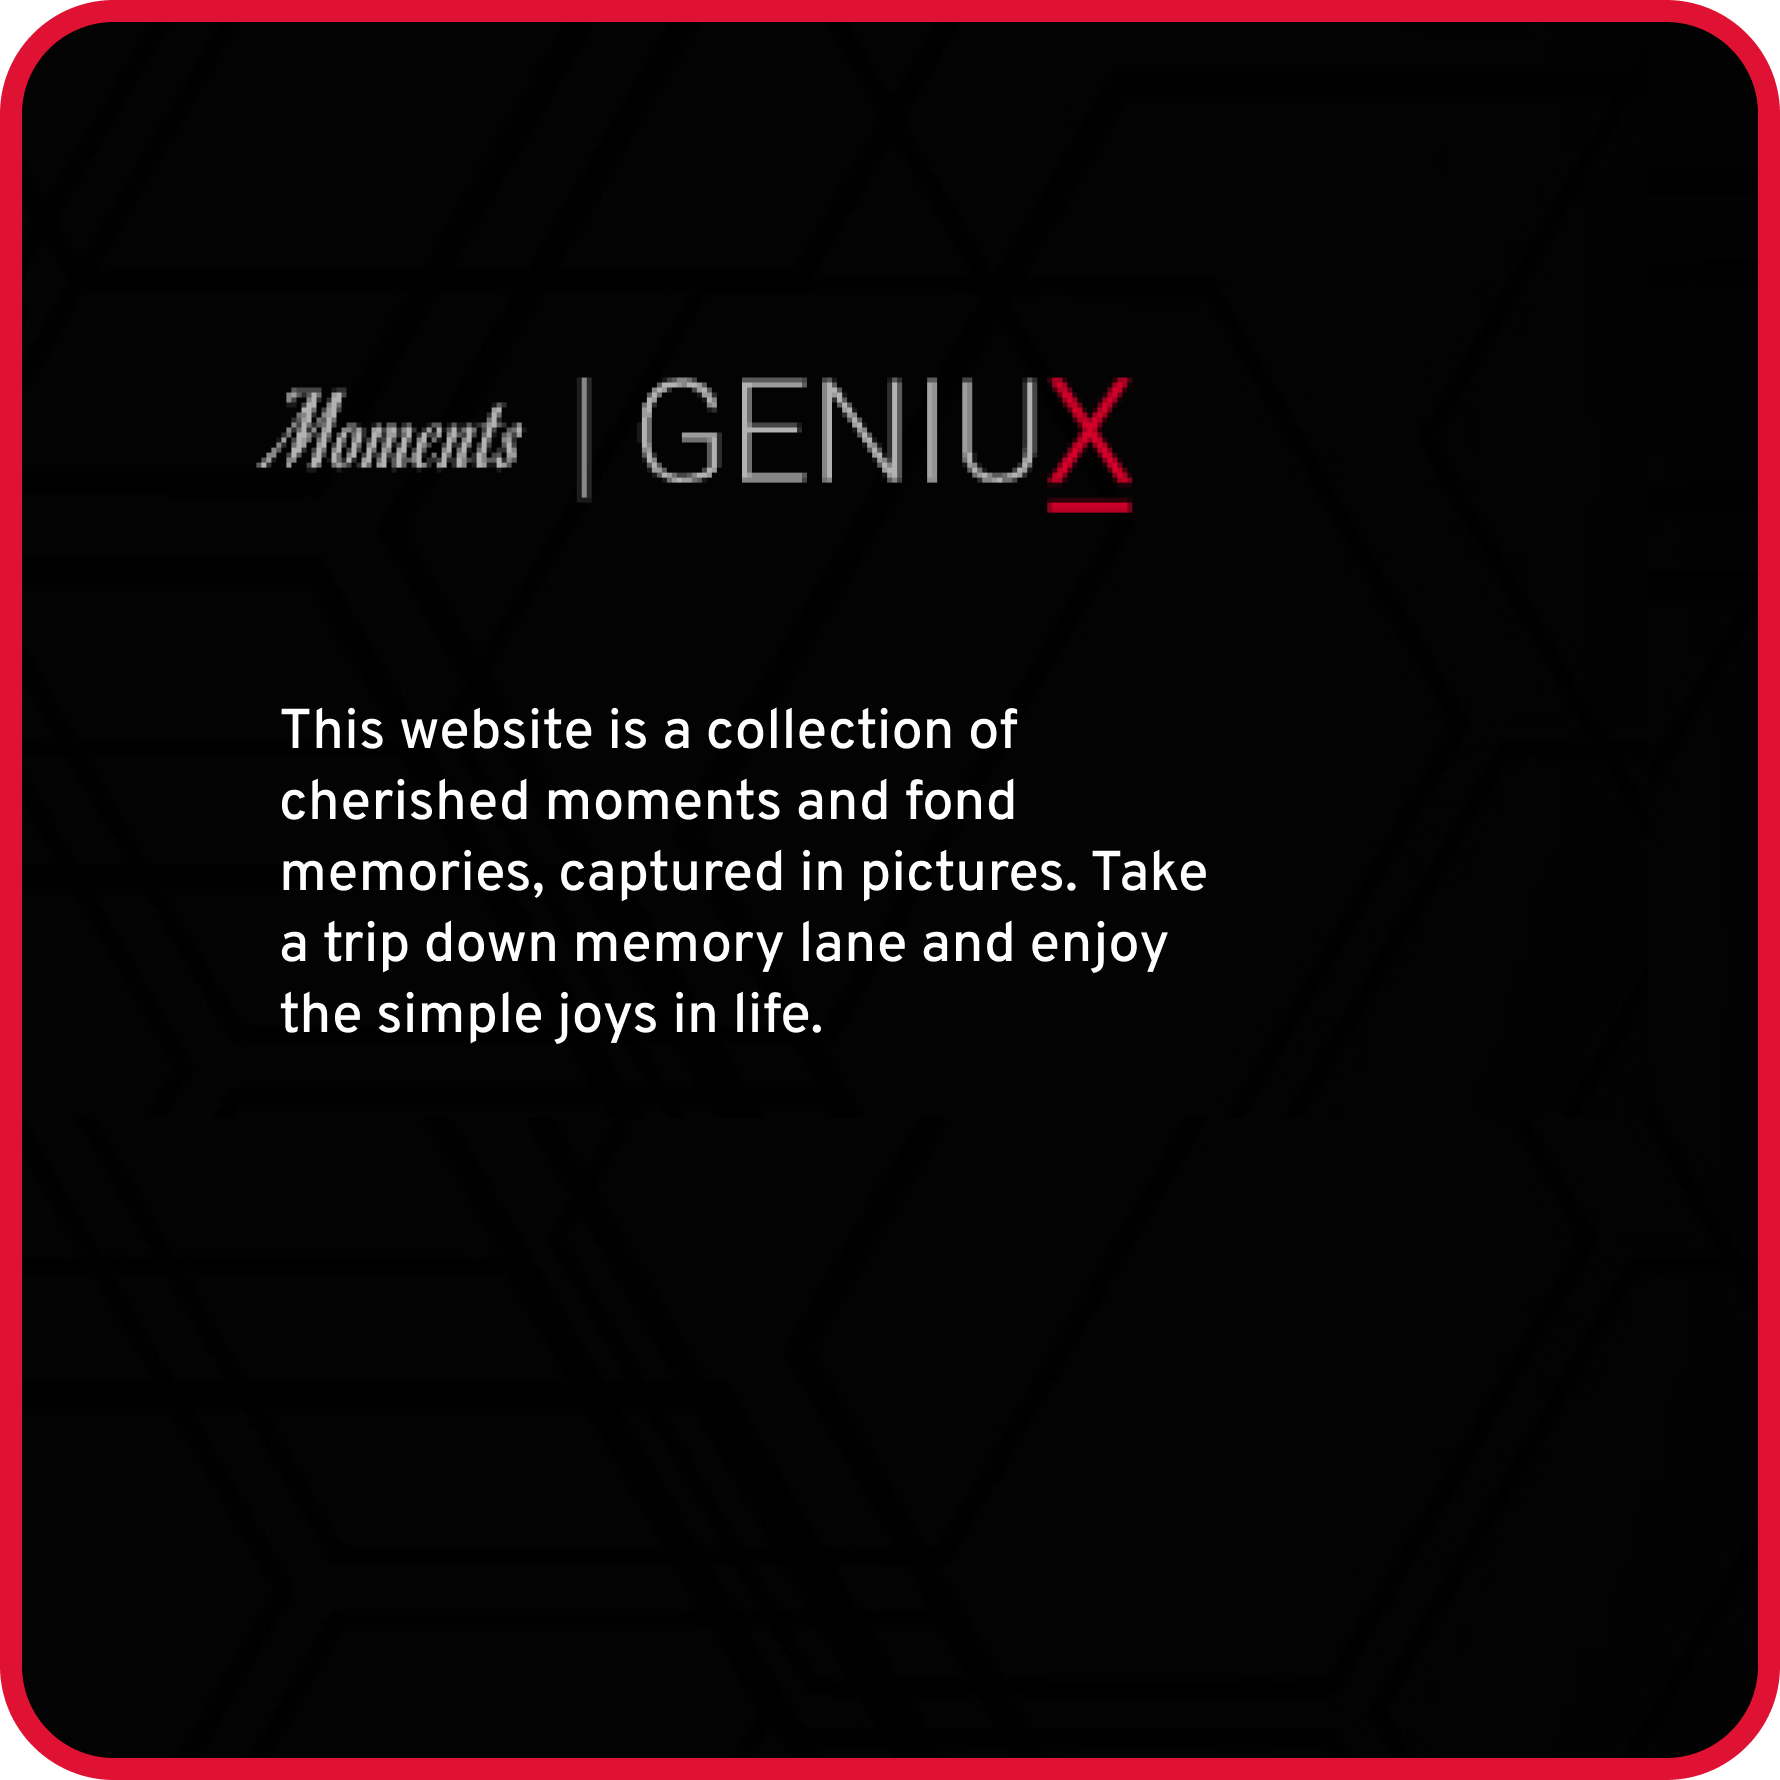 Moments | GENIUX
This website is a collection of
cherished moments and fond
memories, captured in pictures. Take
a trip down memory lane and enjoy
the simple joys in life.